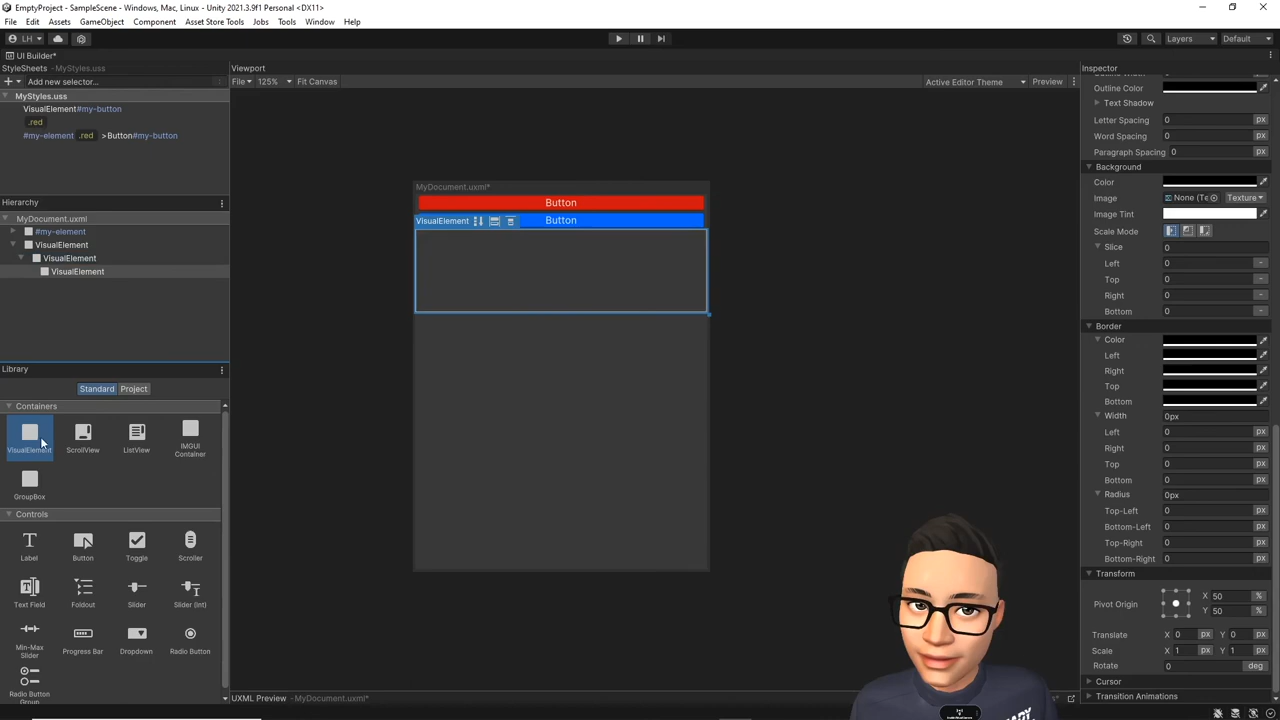 EmptyProject - SampleScene - Windows, Mac, Linux - Unity 2021.3.9f1 Personal <DX11>
File Edit Assets GameObject Component Asset Store Tools Jobs Tools Window Help
LH
Layers Default
UI Builder*
StyleSheets - MyStyles.uss
Add new selector...
MyStyles.uss
VisualElement#my-button
.red
#my-element .red >Button#my-button
Hierarchy
MyDocument.uxml
#my-element
VisualElement
VisualElement
VisualElement
Library
Standard Project
Containers
VisualElement ScrollView ListView IMGUI Container
GroupBox
Controls
Label Button Toggle Scroller
Text Field Foldout Slider Slider (Int)
Min-Max Slider Progress Bar Dropdown Radio Button
Radio Button Group
Viewport
File 125% Fit Canvas Active Editor Theme Preview
MyDocument.uxml*
Button
VisualElement Button
UXML Preview - MyDocument.uxml*
Inspector
Outline Color
Text Shadow
Letter Spacing 0 px
Word Spacing 0 px
Paragraph Spacing 0 px
Background
Color
Image None (Te Texture
Image Tint
Scale Mode
Slice 0
Left 0 -
Top 0 -
Right 0 -
Bottom 0 -
Border
Color
Left
Right
Top
Bottom
Width 0px
Left 0 px
Right 0 px
Top 0 px
Bottom 0 px
Radius 0px
Top-Left 0 px
Bottom-Left 0 px
Top-Right 0 px
Bottom-Right 0 px
Transform
Pivot Origin X 50 %
Y 50 %
Translate X 0 px Y 0 px
Scale X 1 px Y 1 px
Rotate 0 deg
Cursor
Transition Animations